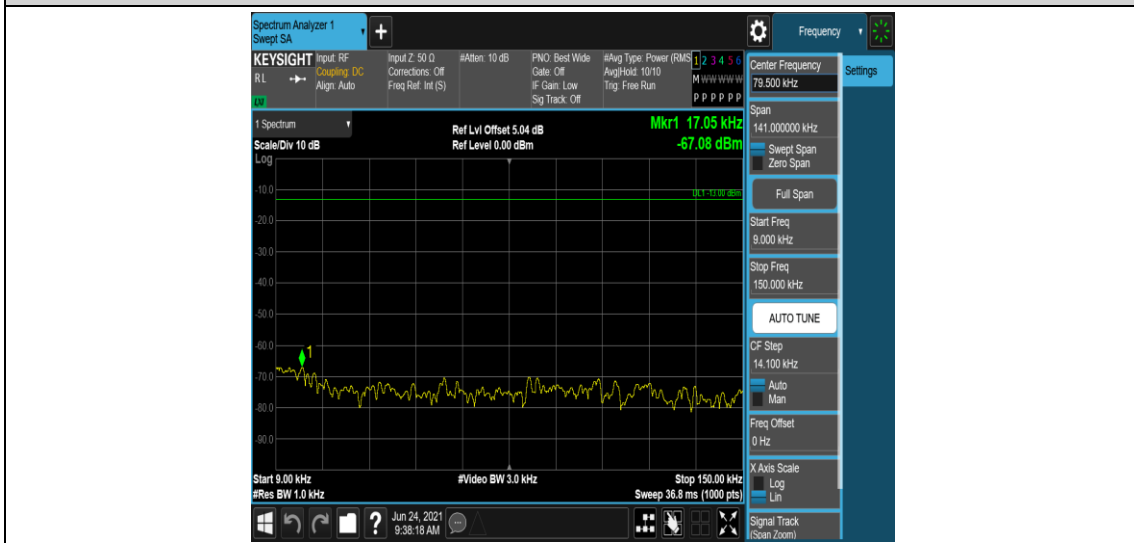 Spectrum Analyzer 1
Swept SA
+
Frequency
KEYSIGHT
RL
Input: RF
Coupling: DC
Align: Auto
Input Z: 50 Ω
Corrections: Off
Freq Ref: Int (S)
#Atten: 10 dB
PNO: Best Wide
Gate: Off
IF Gain: Low
Sig Track: Off
#Avg Type: Power (RMS
Avg|Hold: 10/10
Trig: Free Run
1 2 3 4 5 6
M W W W W W
P P P P P P
1 Spectrum
Scale/Div 10 dB
Ref Lvl Offset 5.04 dB
Ref Level 0.00 dBm
Mkr1 17.05 kHz
-67.08 dBm
Log
DL1 -13.00 dBm
-10.0
-20.0
-30.0
-40.0
-50.0
-60.0
-70.0
-80.0
-90.0
1
Start 9.00 kHz
#Res BW 1.0 kHz
#Video BW 3.0 kHz
Stop 150.00 kHz
Sweep 36.8 ms (1000 pts)
Center Frequency
79.500 kHz
Span
141.000000 kHz
Swept Span
Zero Span
Full Span
Start Freq
9.000 kHz
Stop Freq
150.000 kHz
AUTO TUNE
CF Step
14.100 kHz
Auto
Man
Freq Offset
0 Hz
X Axis Scale
Log
Lin
Signal Track
(Span Zoom)
Settings
?
Jun 24, 2021
9:38:18 AM